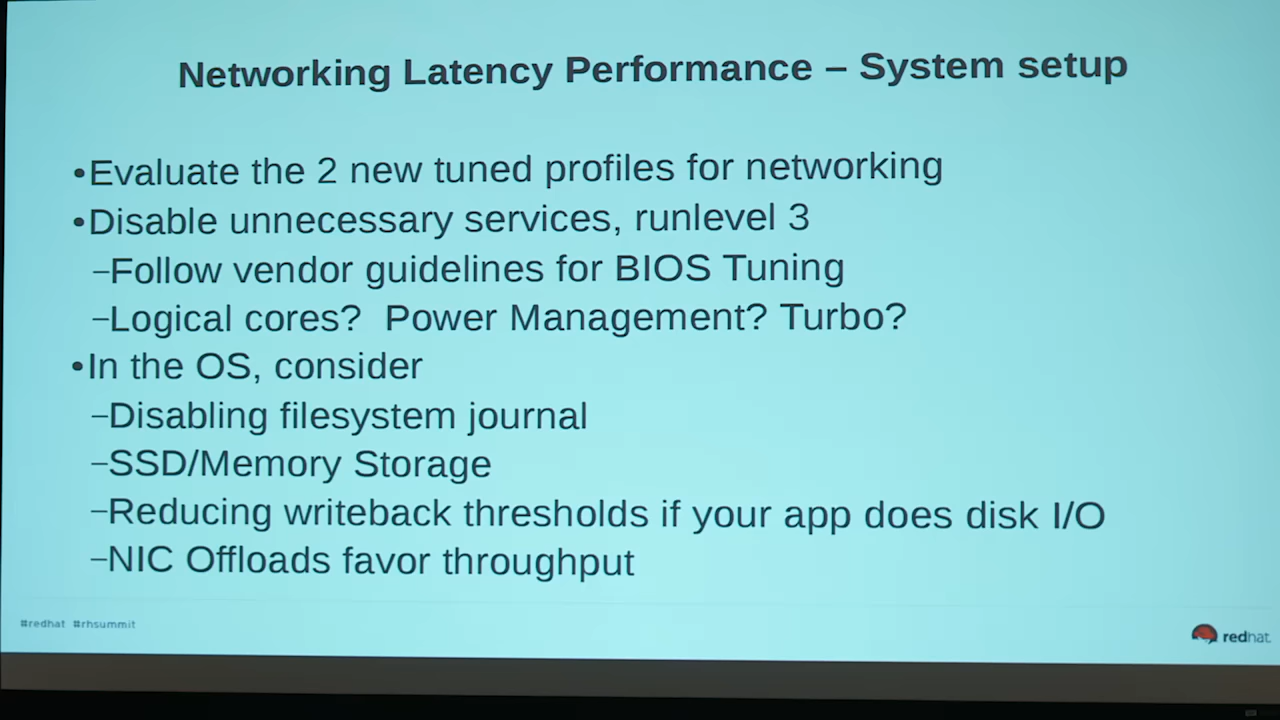 Networking Latency Performance – System setup
•Evaluate the 2 new tuned profiles for networking
•Disable unnecessary services, runlevel 3
–Follow vendor guidelines for BIOS Tuning
–Logical cores?  Power Management? Turbo?
•In the OS, consider
–Disabling filesystem journal
–SSD/Memory Storage
–Reducing writeback thresholds if your app does disk I/O
–NIC Offloads favor throughput
#redhat #rhsummit
redhat.